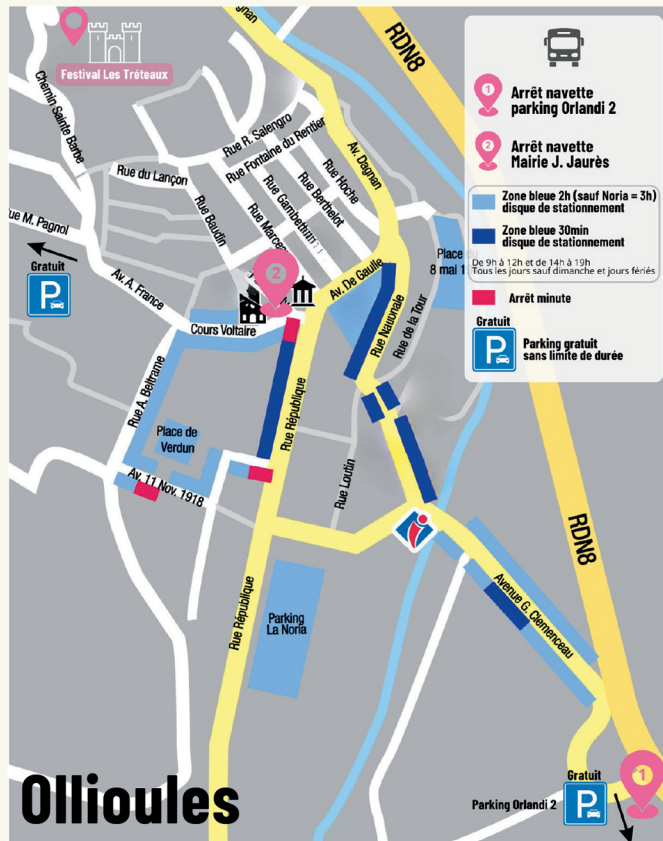 RDN8
Festival Les Tréteaux
Chemin Sainte Barbe
Av. Dagnan
Rue R. Salengro
Rue Fontaine du Rentier
Rue Hoche
Rue Berthelot
Rue du Lançon
Rue Baudin
Rue M. Pagnol
Gratuit
P
Av. A. France
2
Av. De Gaulle
Place
8 mai 1
Cours Voltaire
Rue Nationale
Rue de la Tour
Rue A. Beltrame
Rue République
Place de
Verdun
Av. 11 Nov. 1918
Rue Loutin
i
RDN8
Rue République
Parking
La Noria
Avenue G. Clemenceau
1
Arrêt navette
parking Orlandi 2
2
Arrêt navette
Mairie J. Jaurès
Zone bleue 2h (sauf Noria = 3h)
disque de stationnement
Zone bleue 30min
disque de stationnement
De 9h à 12h et de 14h à 19h
Tous les jours sauf dimanche et jours fériés
Arrêt minute
Gratuit
P
Parking gratuit
sans limite de durée
Ollioules
Parking Orlandi 2
Gratuit
P
1